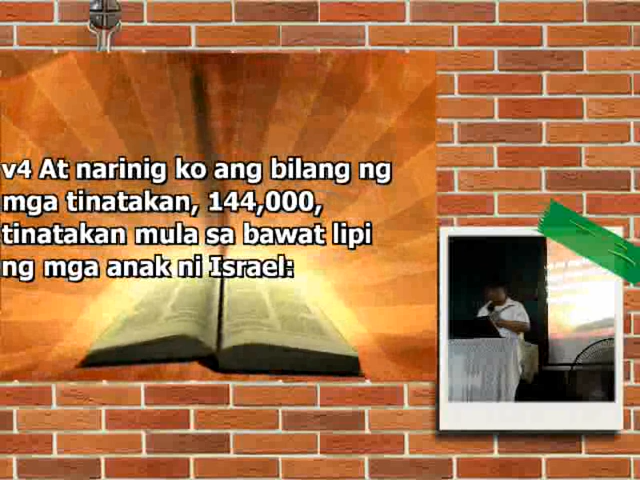 v4 At narinig ko ang bilang ng
mga tinatakan, 144,000,
tinatakan mula sa bawat lipi
ng mga anak ni Israel: